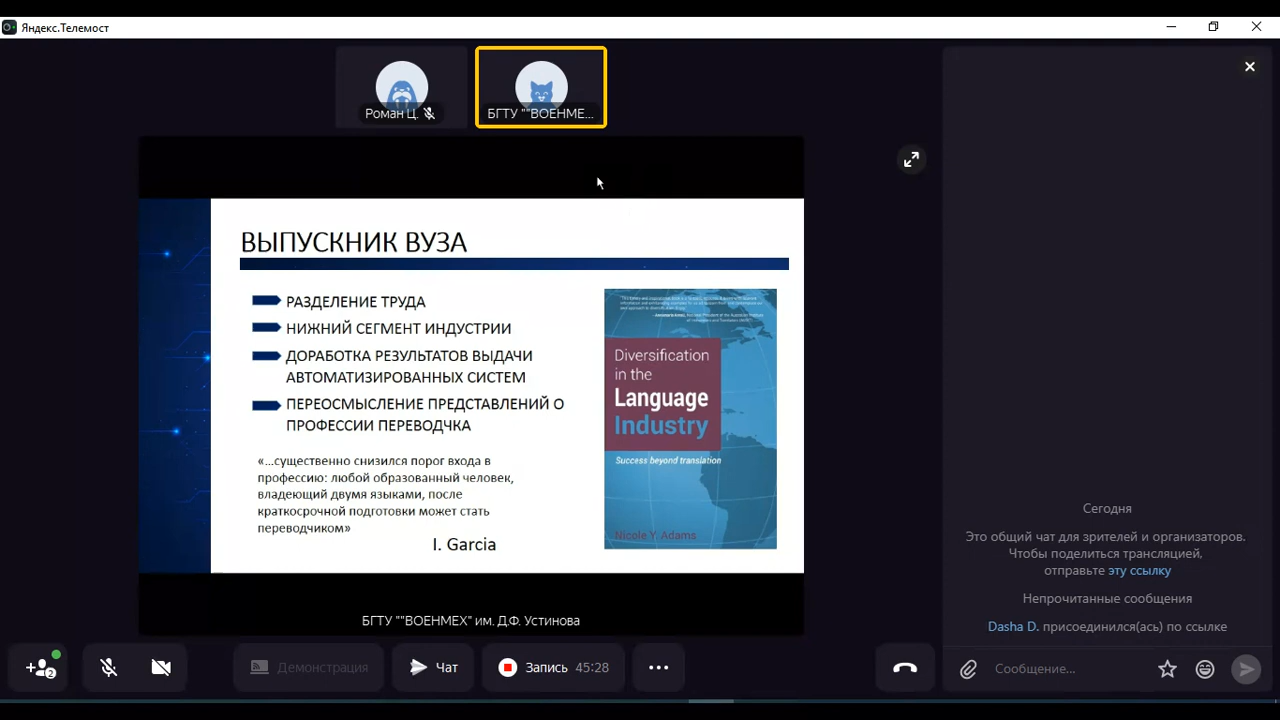 Яндекс.Телемост
Роман Ц.
БГТУ ""ВОЕНМЕ...
ВЫПУСКНИК ВУЗА
РАЗДЕЛЕНИЕ ТРУДА
НИЖНИЙ СЕГМЕНТ ИНДУСТРИИ
ДОРАБОТКА РЕЗУЛЬТАТОВ ВЫДАЧИ
АВТОМАТИЗИРОВАННЫХ СИСТЕМ
ПЕРЕОСМЫСЛЕНИЕ ПРЕДСТАВЛЕНИЙ О
ПРОФЕССИИ ПЕРЕВОДЧКА
«…существенно снизился порог входа в
профессию: любой образованный человек,
владеющий двумя языками, после
краткосрочной подготовки может стать
переводчиком»
I. Garcia
Diversification
in the
Language
Industry
Success beyond translation
Nicole Y. Adams
БГТУ ""ВОЕНМЕХ" им. Д.Ф. Устинова
Сегодня
Это общий чат для зрителей и организаторов.
Чтобы поделиться трансляцией,
отправьте эту ссылку
Непрочитанные сообщения
Dasha D. присоединился(ась) по ссылке
2
Демонстрация
Чат
Запись 45:28
Сообщение...